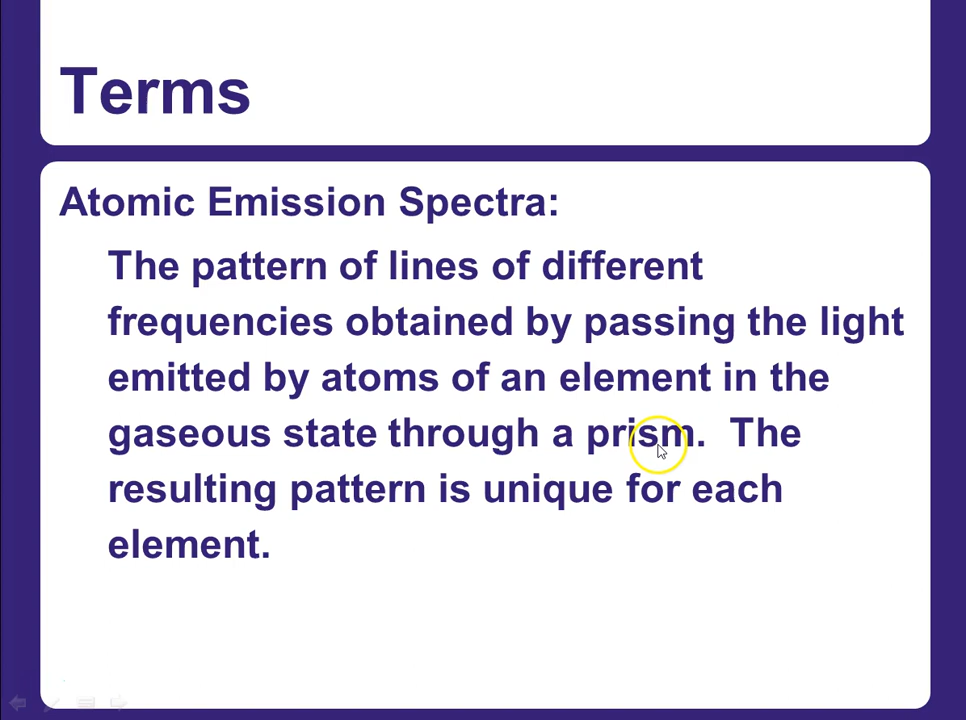 Terms
Atomic Emission Spectra:
The pattern of lines of different
frequencies obtained by passing the light
emitted by atoms of an element in the
gaseous state through a prism.  The
resulting pattern is unique for each
element.